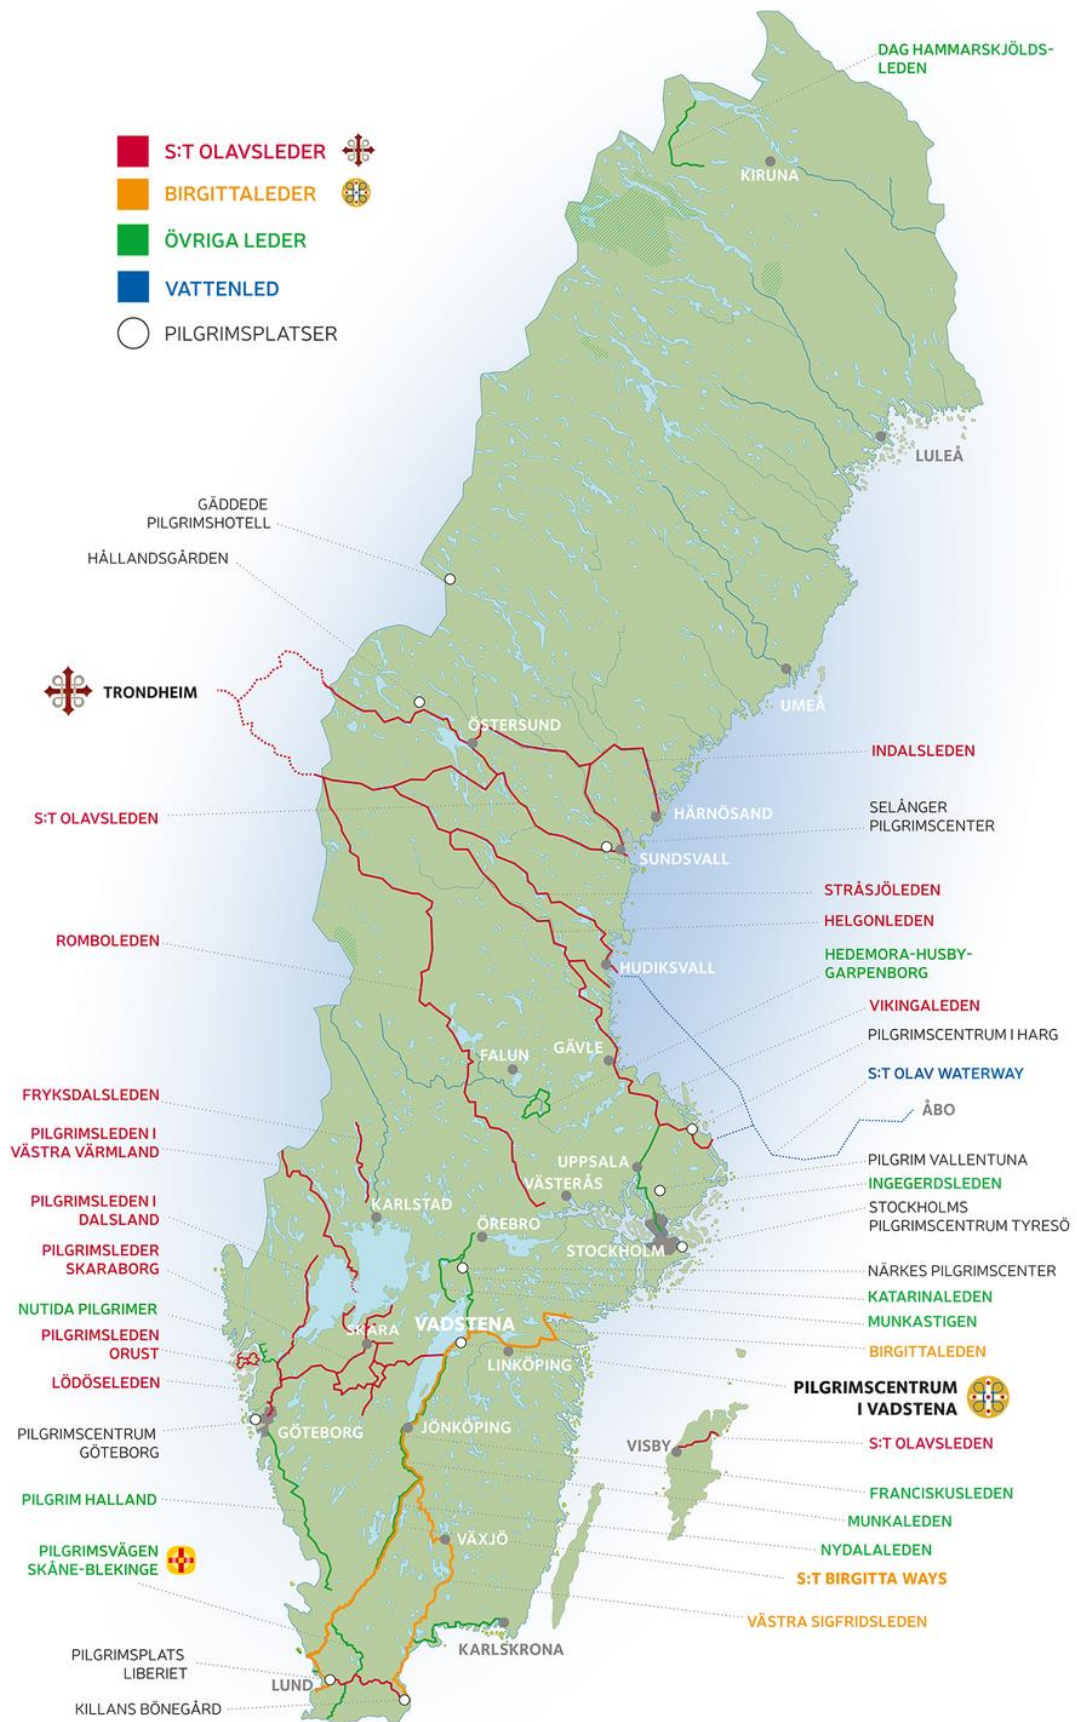 DAG HAMMARSKJÖLDS-
LEDEN
S:T OLAVSLEDER
BIRGITTALEDER
ÖVRIGA LEDER
VATTENLED
PILGRIMSPLATSER
KIRUNA
LULEÅ
GÄDDEDE
PILGRIMSHOTELL
HÅLLANDSGÅRDEN
TRONDHEIM
UMEÅ
ÖSTERSUND
INDALSLEDEN
S:T OLAVSLEDEN
HÄRNÖSAND
SELÅNGER
PILGRIMSCENTER
SUNDSVALL
STRÅSJÖLEDEN
HELGONLEDEN
ROMBOLEDEN
HUDIKSVALL
HEDEMORA-HUSBY-
GARPENBORG
VIKINGALEDEN
PILGRIMSCENTRUM I HARG
FALUN
GÄVLE
S:T OLAV WATERWAY
FRYKSDALSLEDEN
ÅBO
PILGRIMSLEDEN I
VÄSTRA VÄRMLAND
UPPSALA
PILGRIM VALLENTUNA
VÄSTERÅS
INGEGERDSLEDEN
PILGRIMSLEDEN I
DALSLAND
KARLSTAD
ÖREBRO
STOCKHOLMS
PILGRIMSCENTRUM TYRESÖ
PILGRIMSLEDER
SKARABORG
STOCKHOLM
NÄRKES PILGRIMSCENTER
KATARINALEDEN
NUTIDA PILGRIMER
MUNKASTIGEN
PILGRIMSLEDEN
ORUST
SKARA
VADSTENA
BIRGITTALEDEN
LINKÖPING
LÖDÖSELEDEN
PILGRIMSCENTRUM
I VADSTENA
PILGRIMSCENTRUM
GÖTEBORG
GÖTEBORG
JÖNKÖPING
VISBY
S:T OLAVSLEDEN
PILGRIM HALLAND
FRANCISKUSLEDEN
MUNKALEDEN
VÄXJÖ
NYDALALEDEN
PILGRIMSVÄGEN
SKÅNE-BLEKINGE
S:T BIRGITTA WAYS
VÄSTRA SIGFRIDSLEDEN
KARLSKRONA
PILGRIMSPLATS
LIBERIET
LUND
KILLANS BÖNEGÅRD